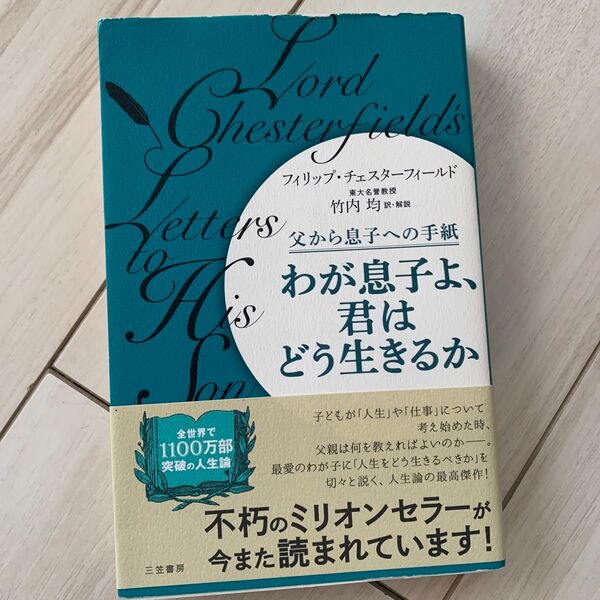 Lord
Chesterfield's
Letters
to His
Son
フィリップ・チェスターフィールド
東大名誉教授
竹内 均 訳・解説
父から息子への手紙
わが息子よ、
君は
どう生きるか
子どもが「人生」や「仕事」について
考え始めた時、
父親は何を教えればよいのか――。
最愛のわが子に「人生をどう生きるべきか」を
切々と説く、人生論の最高傑作!
全世界で
1100万部
突破の人生論
不朽のミリオンセラーが
今また読まれています!
三笠書房